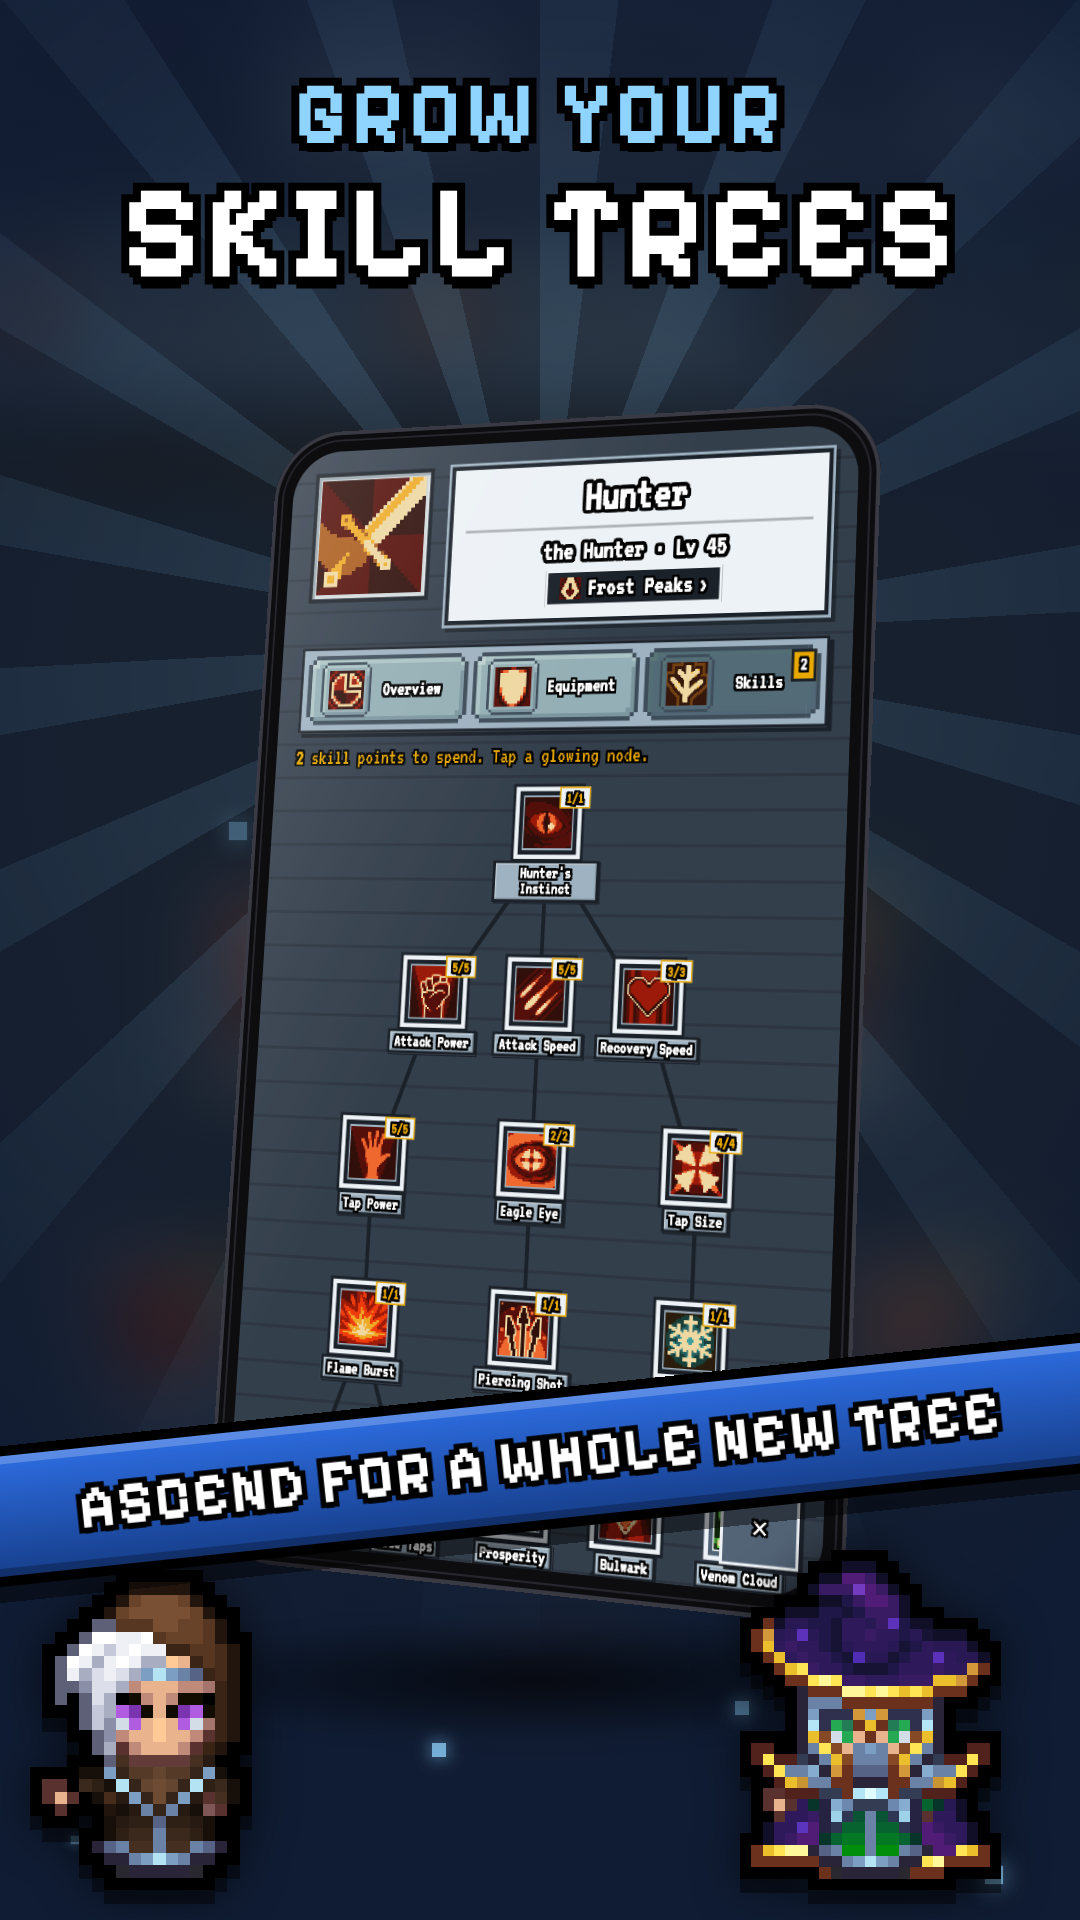 GROW YOUR
SKILL TREES
Hunter
the Hunter · Lv 45
Frost Peaks ›
Overview
Equipment
Skills
2
2 skill points to spend. Tap a glowing node.
1/1
Hunter's
Instinct
5/5
5/5
3/3
Attack Power
Attack Speed
Recovery Speed
5/5
2/2
4/4
Tap Power
Eagle Eye
Tap Size
1/1
1/1
1/1
Flame Burst
Piercing Shot
ASCEND FOR A WHOLE NEW TREE
Taps
Prosperity
Bulwark
Venom Cloud
×